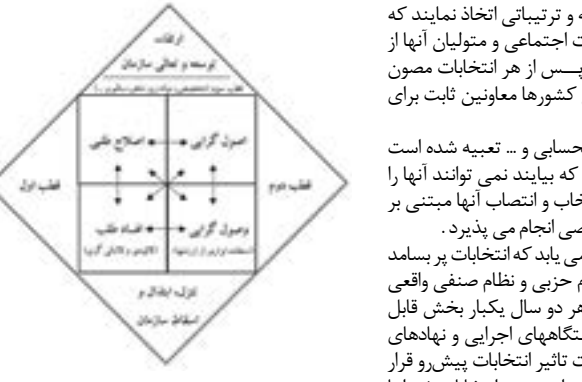 ه و ترتیباتی اتخاذ نمایند که
ت اجتماعی و متولیان آنها از
پس از هر انتخابات مصون
کشورها معاونین ثابت برای
حسابی و ... تعبیه شده است
که بیایند نمی توانند آنها را
خاب و انتصاب آنها مبتنی بر
صی انجام می پذیرد .
می یابد که انتخابات پر بسامد
م حزبی و نظام صنفی واقعی
هر دو سال یکبار بخش قابل
ستگاههای اجرایی و نهادهای
ت تاثیر انتخابات پیش‌رو قرار
ارتقاء،
توسعه و تعالی سازمان
اصول گرایی
اصلاح طلبی
قطب دوم
قطب اول
وصول گرایی
افساد طلب
تنزل، ابتذال و
اسقاط سازمان